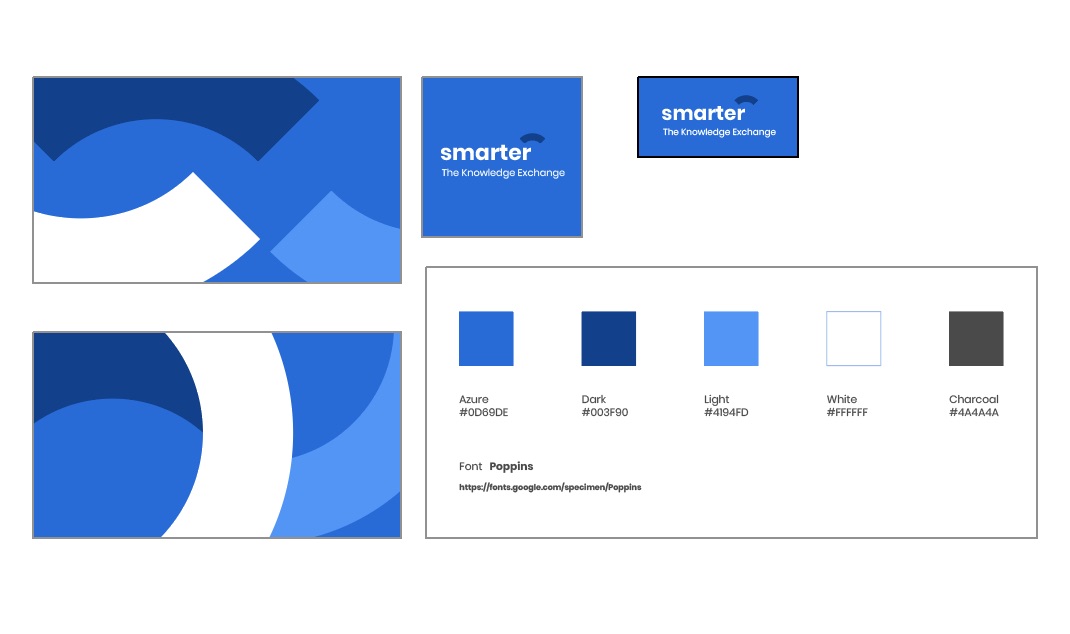 smarter
The Knowledge Exchange
smarter
The Knowledge Exchange
Azure
#0D69DE
Dark
#003F90
Light
#4194FD
White
#FFFFFF
Charcoal
#4A4A4A
Font Poppins
https://fonts.google.com/specimen/Poppins